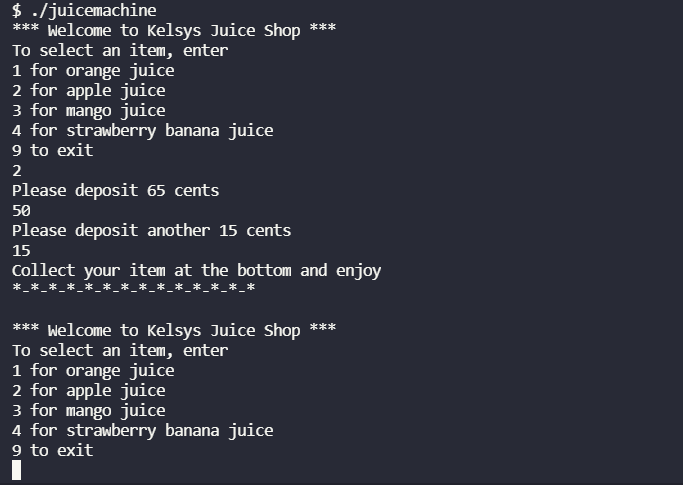 $ ./juicemachine
*** Welcome to Kelsys Juice Shop ***
To select an item, enter
1 for orange juice
2 for apple juice
3 for mango juice
4 for strawberry banana juice
9 to exit
2
Please deposit 65 cents
50
Please deposit another 15 cents
15
Collect your item at the bottom and enjoy
*-*-*-*-*-*-*-*-*-*-*-*-*-*

*** Welcome to Kelsys Juice Shop ***
To select an item, enter
1 for orange juice
2 for apple juice
3 for mango juice
4 for strawberry banana juice
9 to exit